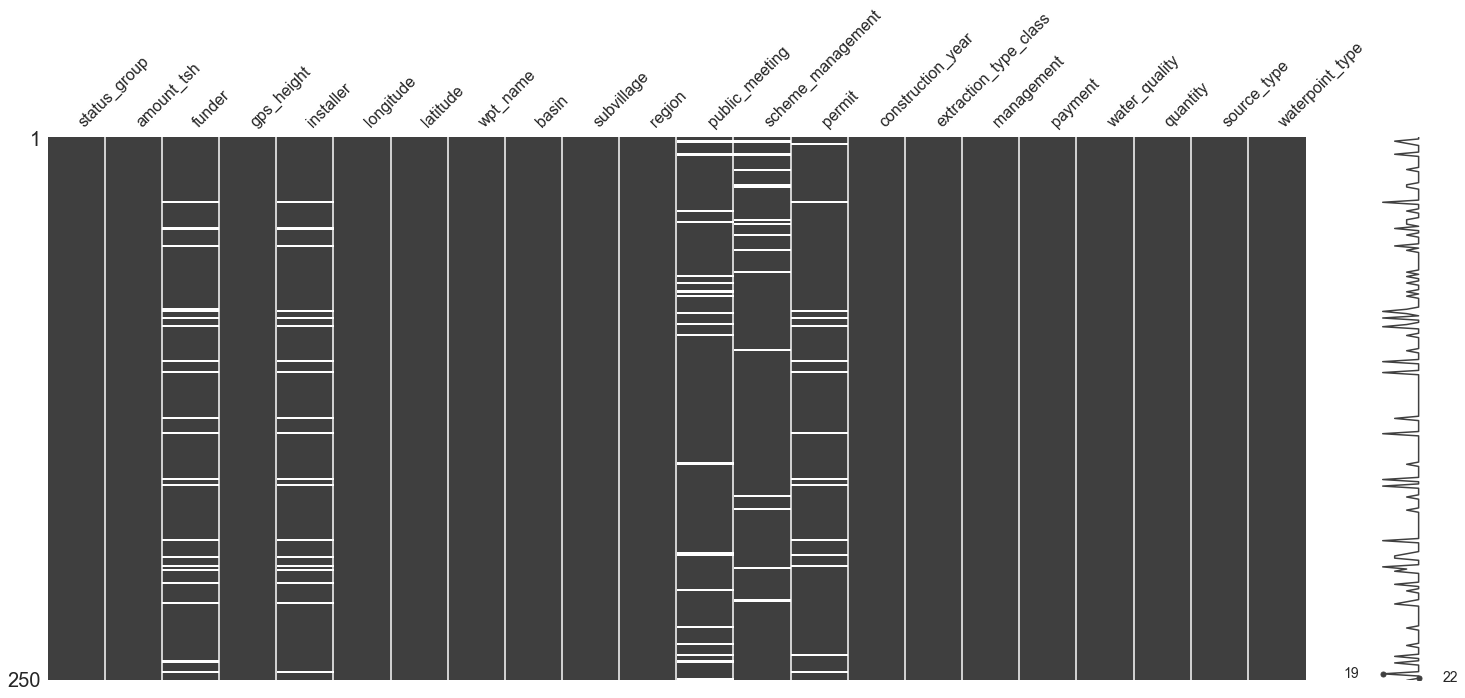 status_group
amount_tsh
funder
gps_height
installer
longitude
latitude
wpt_name
basin
subvillage
region
public_meeting
scheme_management
permit
construction_year
extraction_type_class
management
payment
water_quality
quantity
source_type
waterpoint_type
1
250
19
22